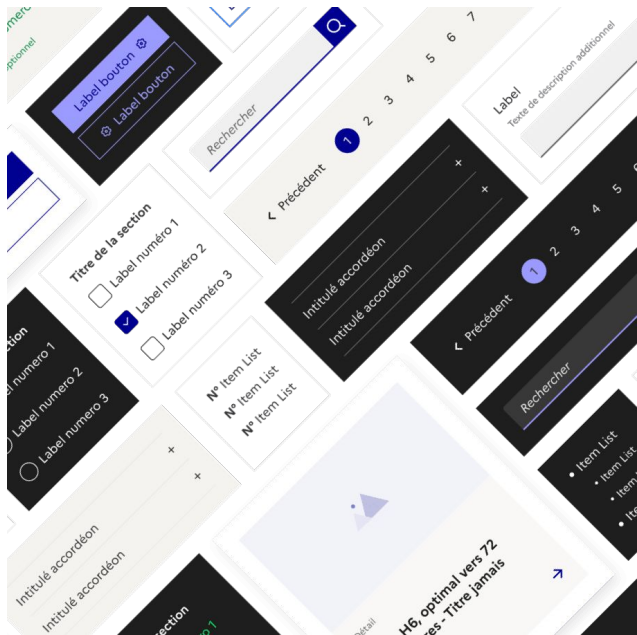 Label bouton
Label bouton
Rechercher
Précédent
1
2
3
4
5
6
7
Label
Texte de description additionnel
Titre de la section
Label numéro 1
Label numéro 2
Label numéro 3
Intitulé accordéon
Intitulé accordéon
Précédent
1
2
3
4
5
Rechercher
N° Item List
N° Item List
N° Item List
Label numero 2
Label numero 3
Item List
Item List
Intitulé accordéon
Intitulé accordéon
H6, optimal vers 72
- Titre jamais